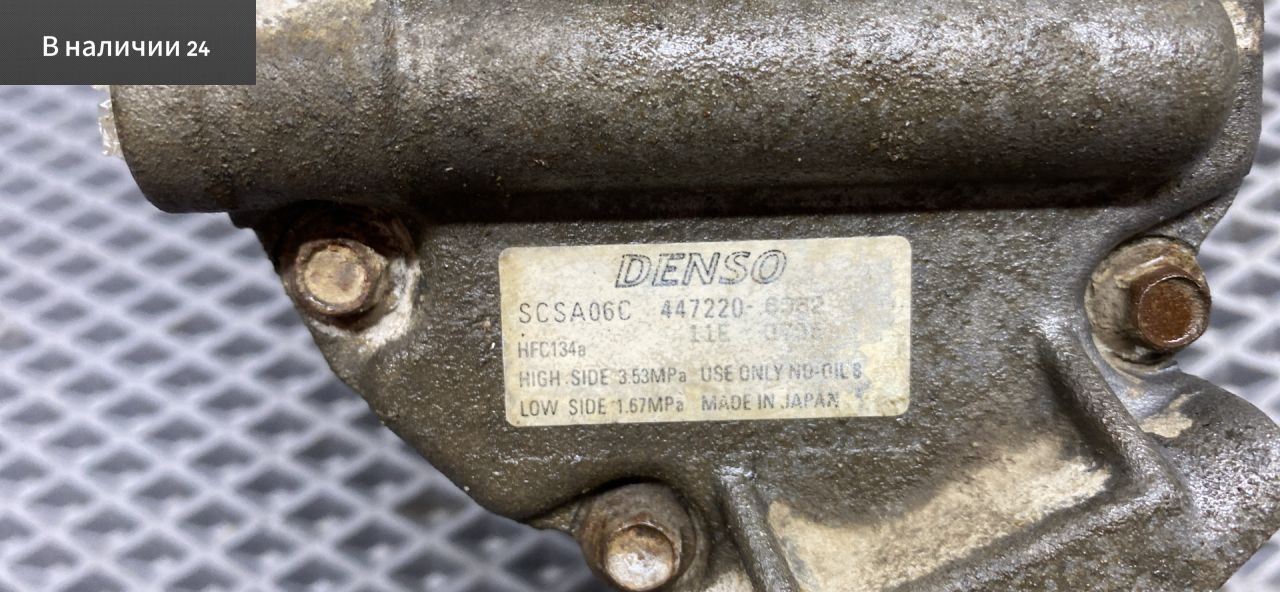 В наличии 24
DENSO
SCSA06C 447220-
11E
HFC134a
HIGH SIDE 3.53MPa USE ONLY ND-OIL 8
LOW SIDE 1.67MPa MADE IN JAPAN